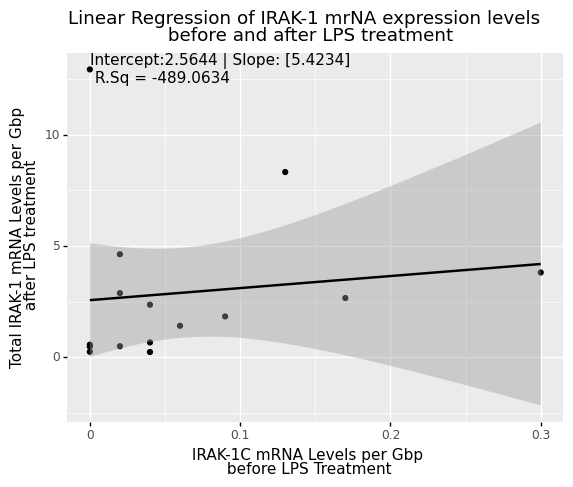 Linear Regression of IRAK-1 mrNA expression levels
before and after LPS treatment
Intercept:2.5644 | Slope: [5.4234]
R.Sq = -489.0634
Total IRAK-1 mRNA Levels per Gbp
after LPS treatment
10
5
0
0
0.1
0.2
0.3
IRAK-1C mRNA Levels per Gbp
before LPS Treatment